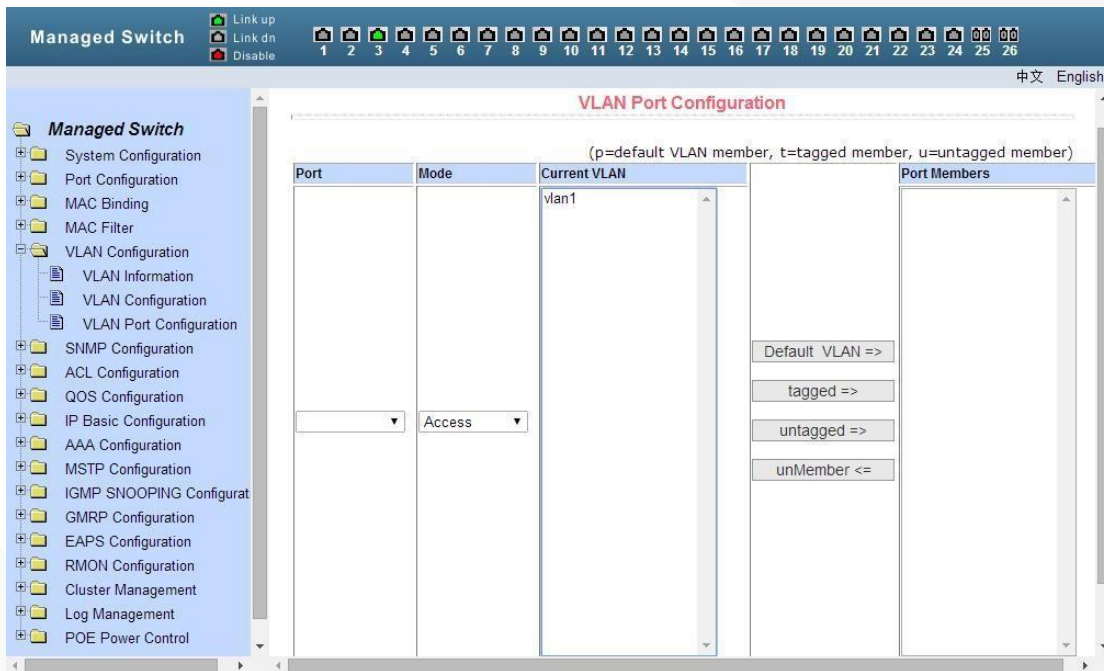 Link up
Managed Switch
Link dn
Disable
1 2 3 4 5 6 7 8 9 10 11 12 13 14 15 16 17 18 19 20 21 22 23 24 25 26
中文 English
Managed Switch
System Configuration
Port Configuration
MAC Binding
MAC Filter
VLAN Configuration
VLAN Information
VLAN Configuration
VLAN Port Configuration
SNMP Configuration
ACL Configuration
QOS Configuration
IP Basic Configuration
AAA Configuration
MSTP Configuration
IGMP SNOOPING Configurat
GMRP Configuration
EAPS Configuration
RMON Configuration
Cluster Management
Log Management
POE Power Control
VLAN Port Configuration
(p=default VLAN member, t=tagged member, u=untagged member)
Port Mode Current VLAN Port Members
vlan1
Access
Default VLAN =>
tagged =>
untagged =>
unMember <=